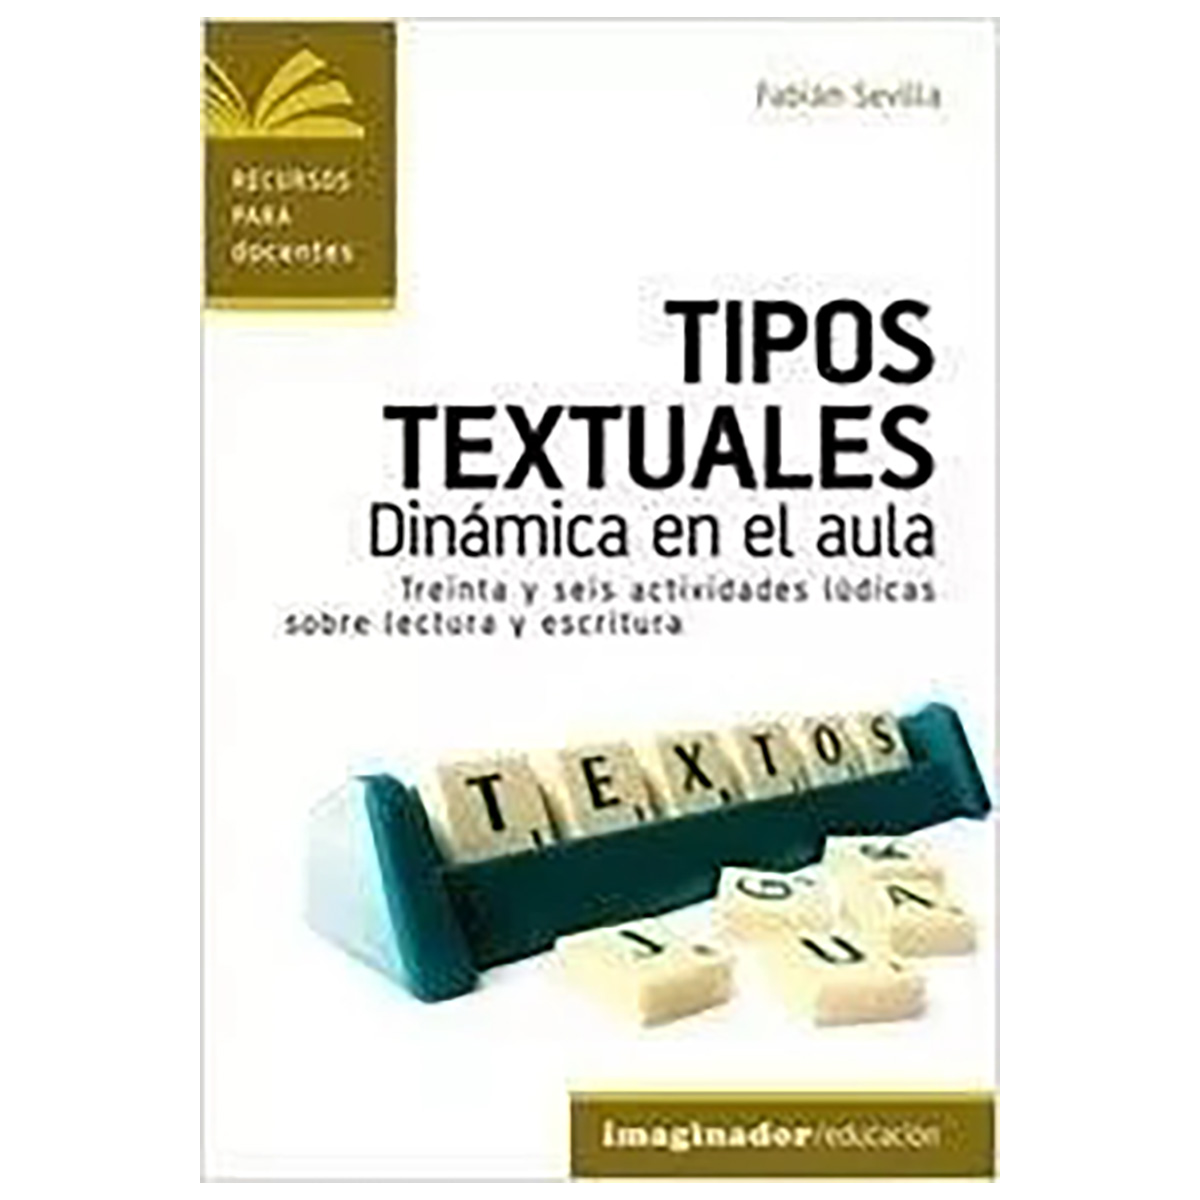 Fabián Sevilla
RECURSOS
PARA
docentes
TIPOS
TEXTUALES
Dinámica en el aula
Treinta y seis actividades lúdicas
sobre lectura y escritura
TEXTOS
G R
J U A
imaginador/educación